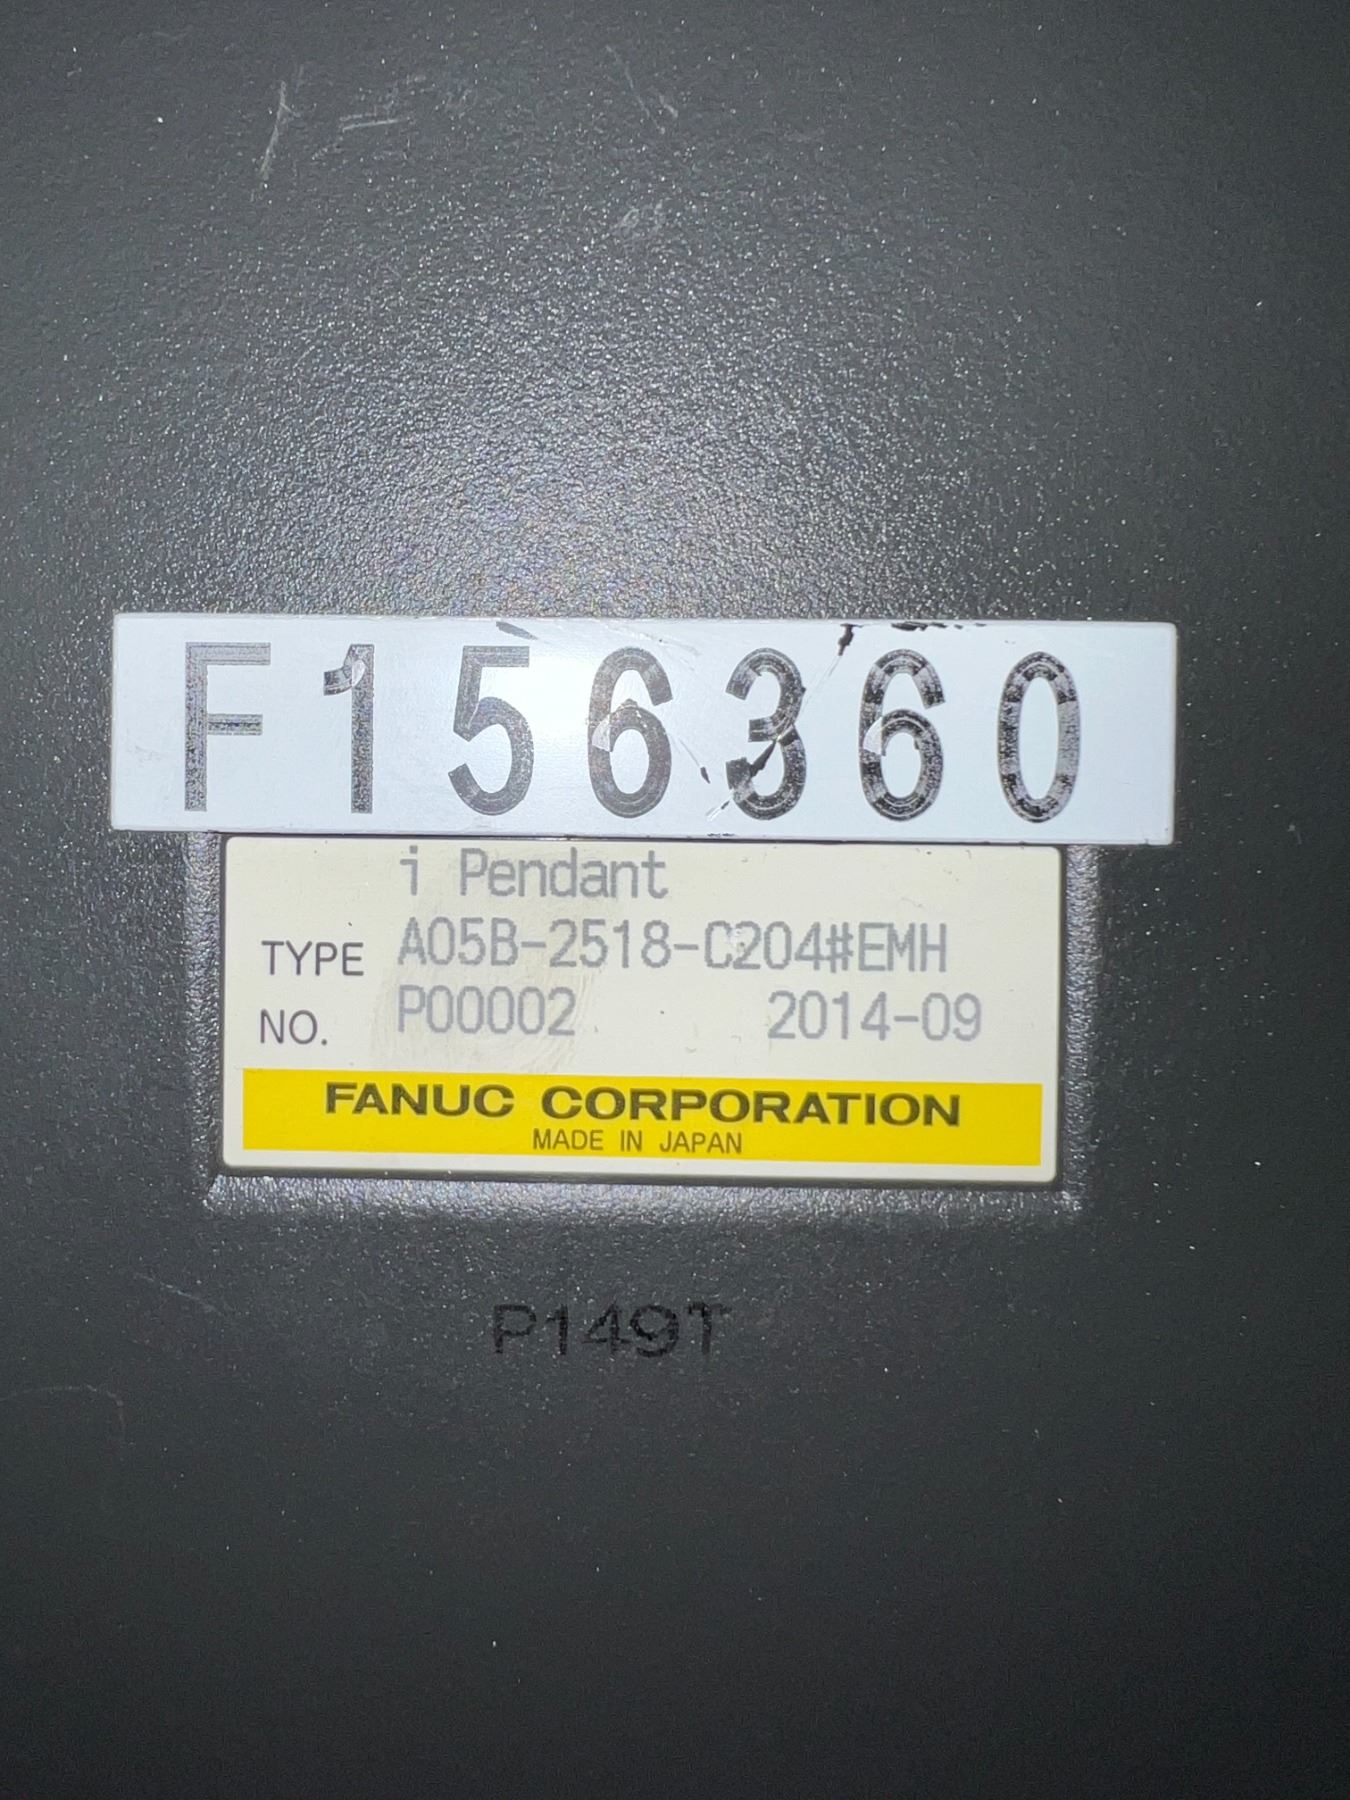 F156360
i Pendant
TYPE A05B-2518-C204#EMH
NO. P00002 2014-09
FANUC CORPORATION
MADE IN JAPAN
P149T